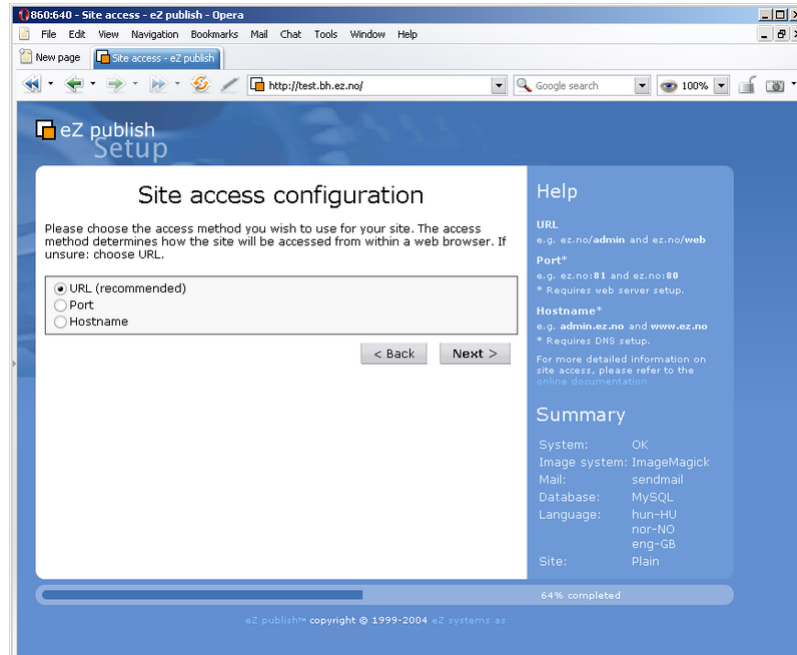 860:640 - Site access - eZ publish - Opera
File Edit View Navigation Bookmarks Mail Chat Tools Window Help
New page Site access - eZ publish
http://test.bh.ez.no/ Google search 100%
eZ publish
Setup
Site access configuration
Please choose the access method you wish to use for your site. The access
method determines how the site will be accessed from within a web browser. If
unsure: choose URL.
URL (recommended)
Port
Hostname
< Back Next >
Help
URL
e.g. ez.no/admin and ez.no/web
Port*
e.g. ez.no:81 and ez.no:80
* Requires web server setup.
Hostname*
e.g. admin.ez.no and www.ez.no
* Requires DNS setup.
For more detailed information on
site access, please refer to the
online documentation
Summary
System: OK
Image system: ImageMagick
Mail: sendmail
Database: MySQL
Language: hun-HU
nor-NO
eng-GB
Site: Plain
64% completed
eZ publish™ copyright © 1999-2004 eZ systems as